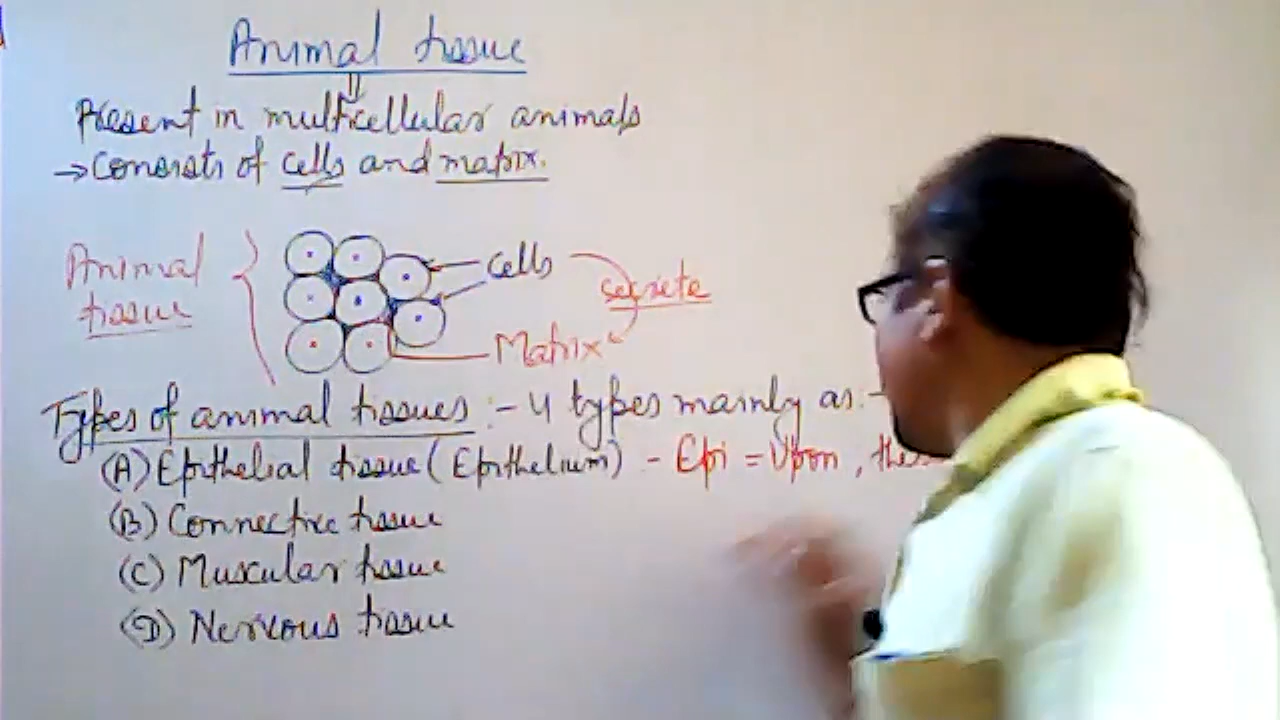 Animal tissue
Present in multicellular animals
→ Consists of cells and matrix.
Animal tissue
Cells
secrete
Matrix
Types of animal tissues :- 4 types mainly as :-
(A) Epithelial tissue (Epithelium) - Epi = Upon,
(B) Connective tissue
(C) Muscular tissue
(D) Nervous tissue